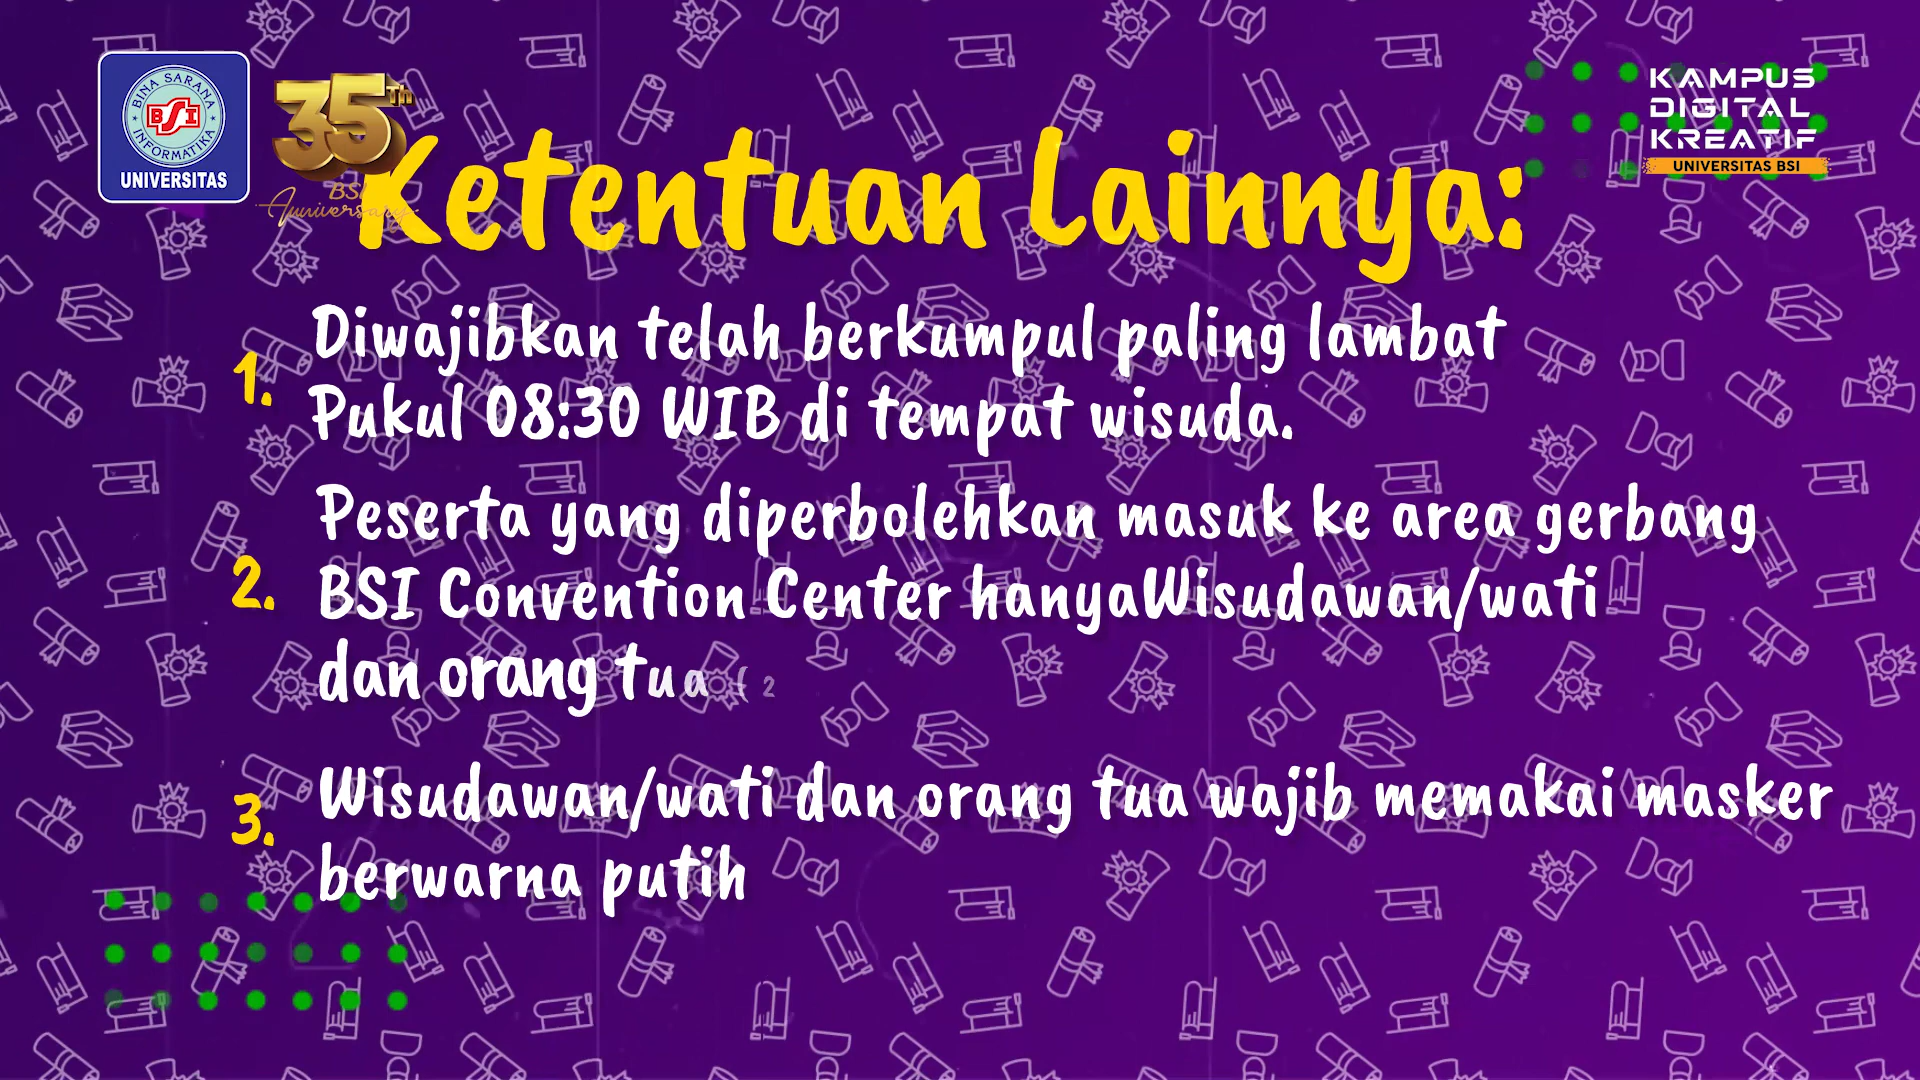 BINA SARANA
BSI
INFORMATIKA
UNIVERSITAS
35Th
BSI
Anniversary
KAMPUS
DIGITAL
KREATIF
UNIVERSITAS BSI
Ketentuan Lainnya:
1. Diwajibkan telah berkumpul paling lambat
Pukul 08:30 WIB di tempat wisuda.
2. Peserta yang diperbolehkan masuk ke area gerbang
BSI Convention Center hanyaWisudawan/wati
dan orang tua ( 2
3. Wisudawan/wati dan orang tua wajib memakai masker
berwarna putih